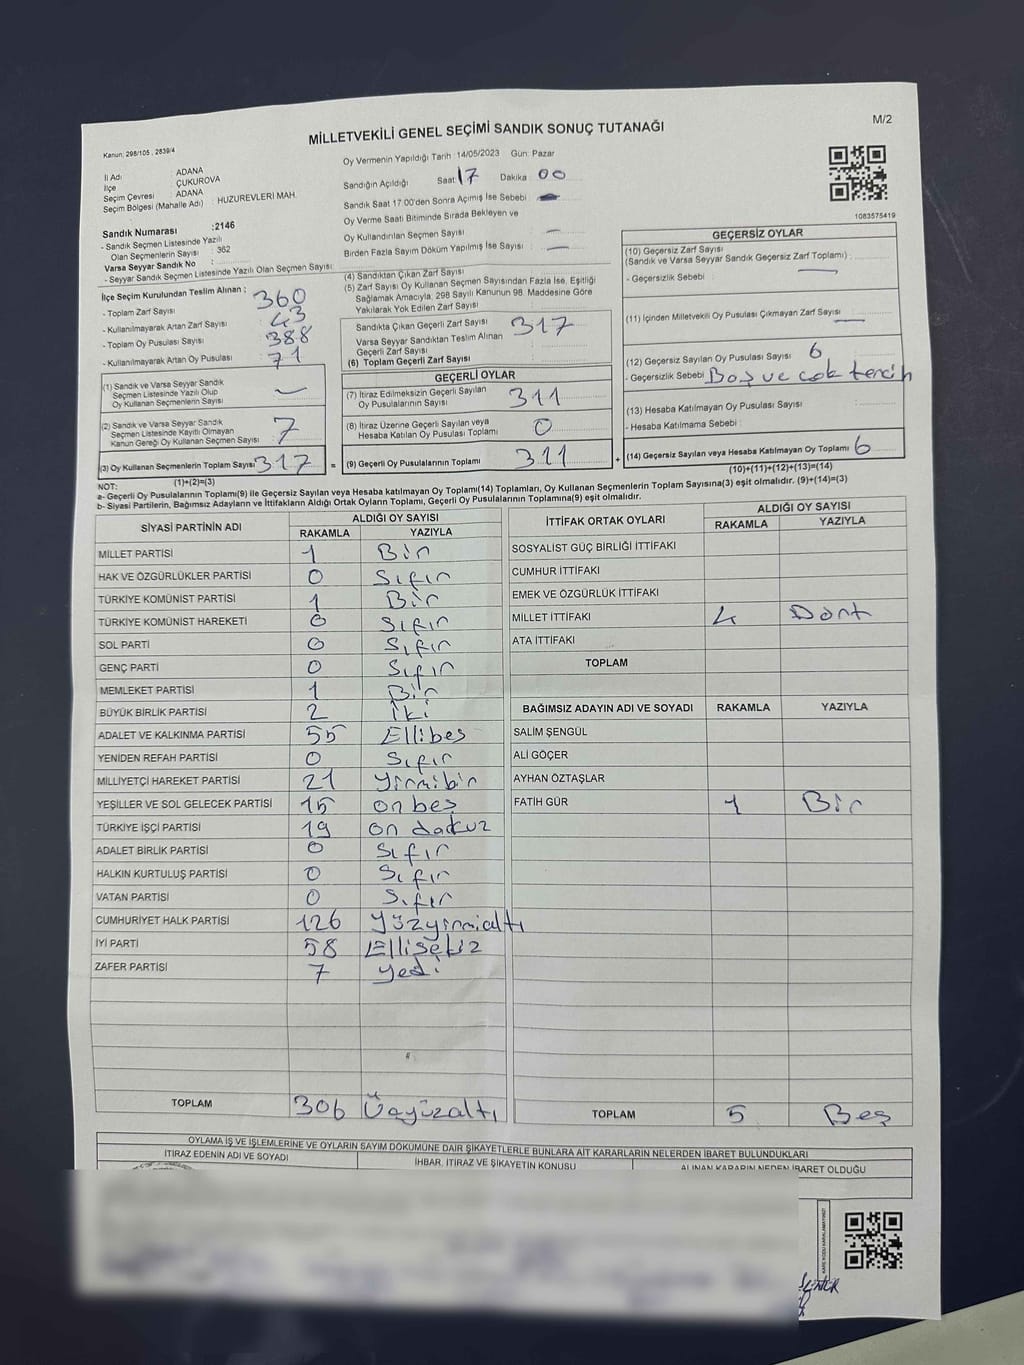 M/2
MİLLETVEKİLİ GENEL SEÇİMİ SANDIK SONUÇ TUTANAĞI
Kanun: 298/105 , 2839/4
İl Adı : ADANA
İlçe : ÇUKUROVA
Seçim Çevresi : ADANA
Seçim Bölgesi (Mahalle Adı) : HUZUREVLERİ MAH.
Sandık Numarası :2146
- Sandık Seçmen Listesinde Yazılı
Olan Seçmenlerin Sayısı : 362
Varsa Seyyar Sandık No :
- Seyyar Sandık Seçmen Listesinde Yazılı Olan Seçmen Sayısı:
İlçe Seçim Kurulundan Teslim Alınan ;
- Toplam Zarf Sayısı : 360
- Kullanılmayarak Artan Zarf Sayısı : 43
- Toplam Oy Pusulası Sayısı : 388
- Kullanılmayarak Artan Oy Pusulası : 71
(1) Sandık ve Varsa Seyyar Sandık
Seçmen Listesinde Yazılı Olup
Oy Kullanan Seçmenlerin Sayısı : —
(2) Sandık ve Varsa Seyyar Sandık
Seçmen Listesinde Kayıtlı Olmayan
Kanun Gereği Oy Kullanan Seçmen Sayısı : 7
(3) Oy Kullanan Seçmenlerin Toplam Sayısı : 317
(1)+(2)=(3)
Oy Vermenin Yapıldığı Tarih :14/05/2023 Gün: Pazar
Sandığın Açıldığı Saat: 17 Dakika : 00
Sandık Saat 17:00'den Sonra Açılmış İse Sebebi :
Oy Verme Saati Bitiminde Sırada Bekleyen ve
Oy Kullandırılan Seçmen Sayısı : —
Birden Fazla Sayım Döküm Yapılmış İse Sayısı : —
(4) Sandıktan Çıkan Zarf Sayısı
(5) Zarf Sayısı Oy Kullanan Seçmen Sayısından Fazla İse, Eşitliği
Sağlamak Amacıyla, 298 Sayılı Kanunun 98. Maddesine Göre
Yakılarak Yok Edilen Zarf Sayısı
Sandıkta Çıkan Geçerli Zarf Sayısı : 317
Varsa Seyyar Sandıktan Teslim Alınan
Geçerli Zarf Sayısı
(6) Toplam Geçerli Zarf Sayısı :
GEÇERLİ OYLAR
(7) İtiraz Edilmeksizin Geçerli Sayılan
Oy Pusulalarının Sayısı : 311
(8) İtiraz Üzerine Geçerli Sayılan veya
Hesaba Katılan Oy Pusulası Toplamı : 0
= (9) Geçerli Oy Pusulalarının Toplamı : 311
1083575419
GEÇERSİZ OYLAR
(10) Geçersiz Zarf Sayısı
(Sandık ve Varsa Seyyar Sandık Geçersiz Zarf Toplamı) : —
- Geçersizlik Sebebi :
(11) İçinden Milletvekili Oy Pusulası Çıkmayan Zarf Sayısı : —
(12) Geçersiz Sayılan Oy Pusulası Sayısı : 6
- Geçersizlik Sebebi : Boş ve çok tercih
(13) Hesaba Katılmayan Oy Pusulası Sayısı :
- Hesaba Katılmama Sebebi :
+ (14) Geçersiz Sayılan veya Hesaba Katılmayan Oy Toplamı : 6
(10)+(11)+(12)+(13)=(14)
NOT:
a- Geçerli Oy Pusulalarının Toplamı(9) ile Geçersiz Sayılan veya Hesaba katılmayan Oy Toplamı(14) Toplamları, Oy Kullanan Seçmenlerin Toplam Sayısına(3) eşit olmalıdır. (9)+(14)=(3)
b- Siyasi Partilerin, Bağımsız Adayların ve İttifakların Aldığı Ortak Oyların Toplamı, Geçerli Oy Pusulalarının Toplamına(9) eşit olmalıdır.
SİYASİ PARTİNİN ADI ALDIĞI OY SAYISI
RAKAMLA YAZIYLA
MİLLET PARTİSİ 1 Bir
HAK VE ÖZGÜRLÜKLER PARTİSİ 0 Sıfır
TÜRKİYE KOMÜNİST PARTİSİ 1 Bir
TÜRKİYE KOMÜNİST HAREKETİ 0 Sıfır
SOL PARTİ 0 Sıfır
GENÇ PARTİ 0 Sıfır
MEMLEKET PARTİSİ 1 Bir
BÜYÜK BİRLİK PARTİSİ 2 İki
ADALET VE KALKINMA PARTİSİ 55 Ellibeş
YENİDEN REFAH PARTİSİ 0 Sıfır
MİLLİYETÇİ HAREKET PARTİSİ 21 Yirmibir
YEŞİLLER VE SOL GELECEK PARTİSİ 15 on beş
TÜRKİYE İŞÇİ PARTİSİ 19 on dokuz
ADALET BİRLİK PARTİSİ 0 Sıfır
HALKIN KURTULUŞ PARTİSİ 0 Sıfır
VATAN PARTİSİ 0 Sıfır
CUMHURİYET HALK PARTİSİ 126 Yüzyirmialtı
İYİ PARTİ 58 Ellisekiz
ZAFER PARTİSİ 7 Yedi
#
TOPLAM 306 Üçyüzaltı
İTTİFAK ORTAK OYLARI ALDIĞI OY SAYISI
RAKAMLA YAZIYLA
SOSYALİST GÜÇ BİRLİĞİ İTTİFAKI
CUMHUR İTTİFAKI
EMEK VE ÖZGÜRLÜK İTTİFAKI
MİLLET İTTİFAKI 4 Dört
ATA İTTİFAKI
TOPLAM
BAĞIMSIZ ADAYIN ADI VE SOYADI RAKAMLA YAZIYLA
SALİM ŞENGÜL
ALİ GÖÇER
AYHAN ÖZTAŞLAR
FATİH GÜR 1 Bir
TOPLAM 5 Beş
OYLAMA İŞ VE İŞLEMLERİNE VE OYLARIN SAYIM DÖKÜMÜNE DAİR ŞİKAYETLERLE BUNLARA AİT KARARLARIN NELERDEN İBARET BULUNDUKLARI
İTİRAZ EDENİN ADI VE SOYADI İHBAR, İTİRAZ VE ŞİKAYETİN KONUSU ALINAN KARARIN NEDEN İBARET OLDUĞU
KARE KODU KARALAMAYINIZ!